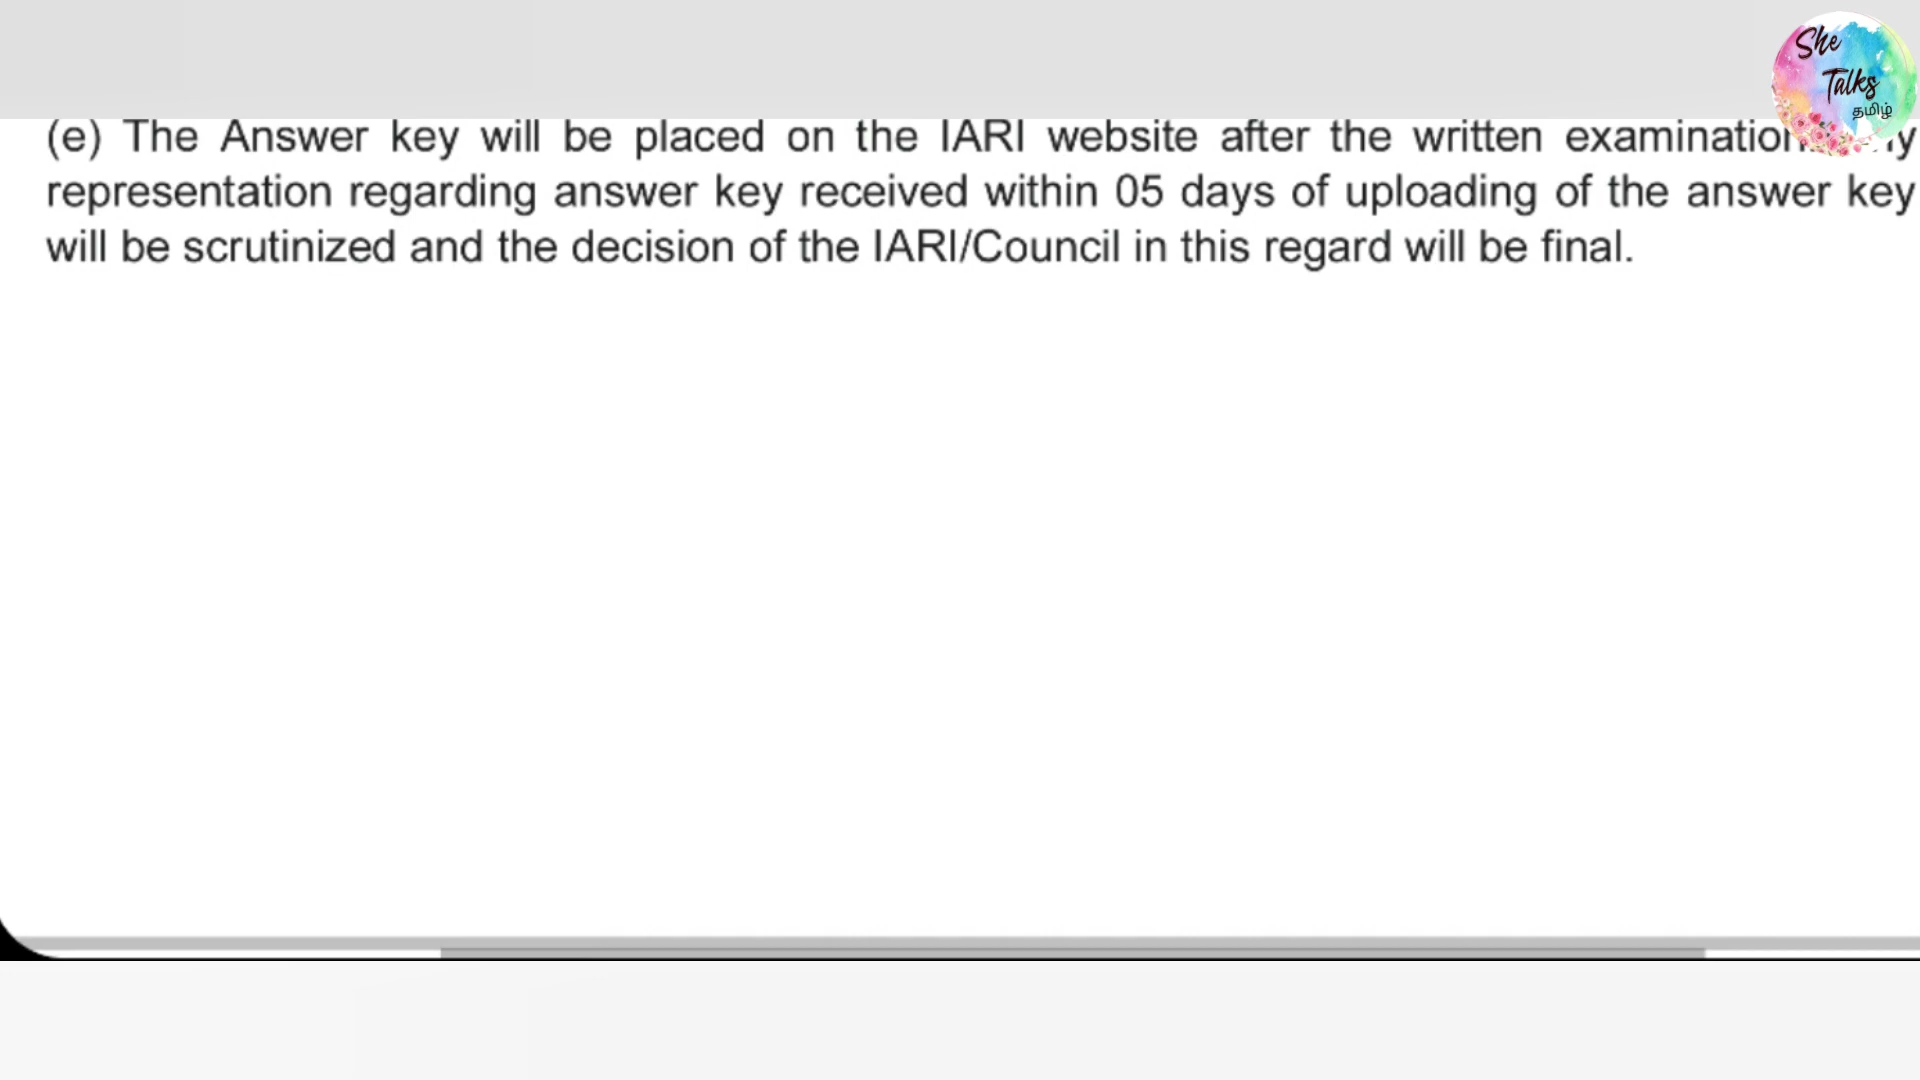 She
Talks
தமிழ்
(e) The Answer key will be placed on the IARI website after the written examination
representation regarding answer key received within 05 days of uploading of the answer key
will be scrutinized and the decision of the IARI/Council in this regard will be final.